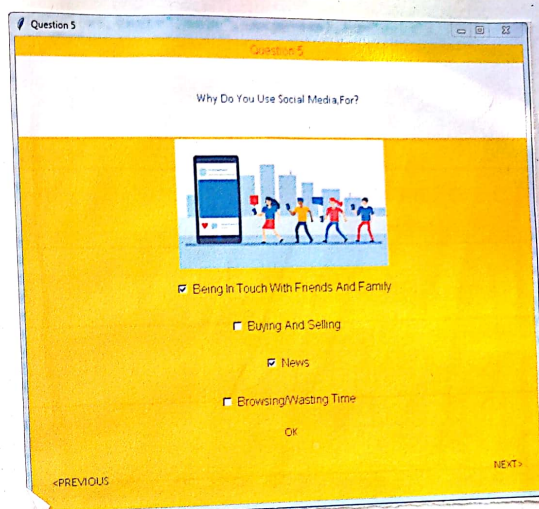 Question 5
Question 5
Why Do You Use Social Media,For?
Being In Touch With Friends And Family
Buying And Selling
News
Browsing/Wasting Time
OK
<PREVIOUS
NEXT>